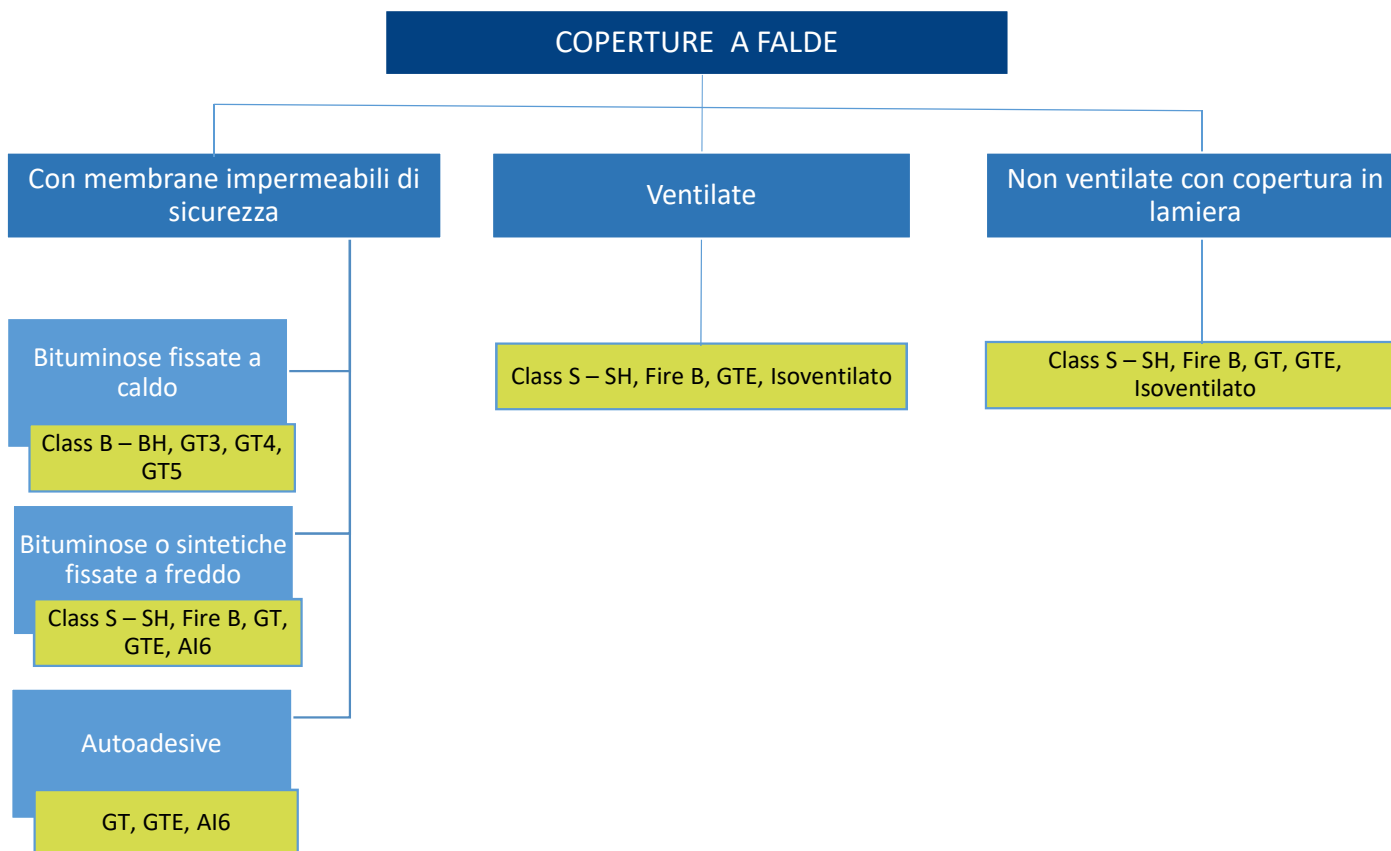 COPERTURE A FALDE
Con membrane impermeabili di
sicurezza
Ventilate
Non ventilate con copertura in
lamiera
Bituminose fissate a
caldo
Class B – BH, GT3, GT4,
GT5
Bituminose o sintetiche
fissate a freddo
Class S – SH, Fire B, GT,
GTE, AI6
Autoadesive
GT, GTE, AI6
Class S – SH, Fire B, GTE, Isoventilato
Class S – SH, Fire B, GT, GTE,
Isoventilato